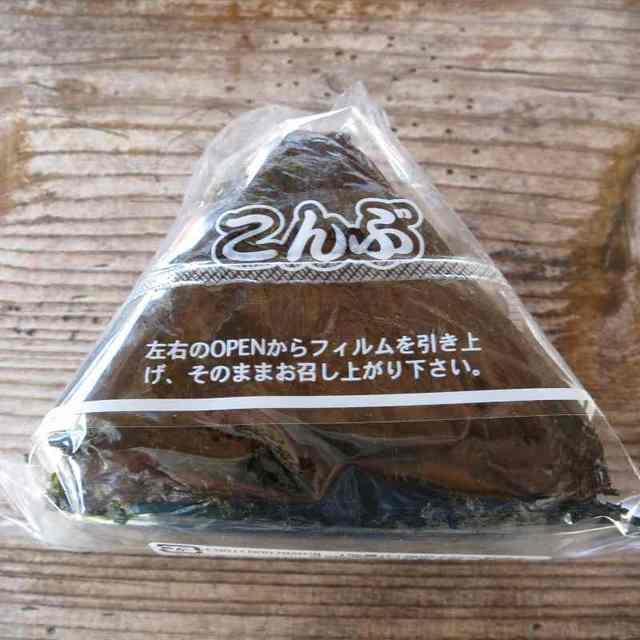 こんぶ
左右のOPENからフィルムを引き上
げ、そのままお召し上がり下さい。